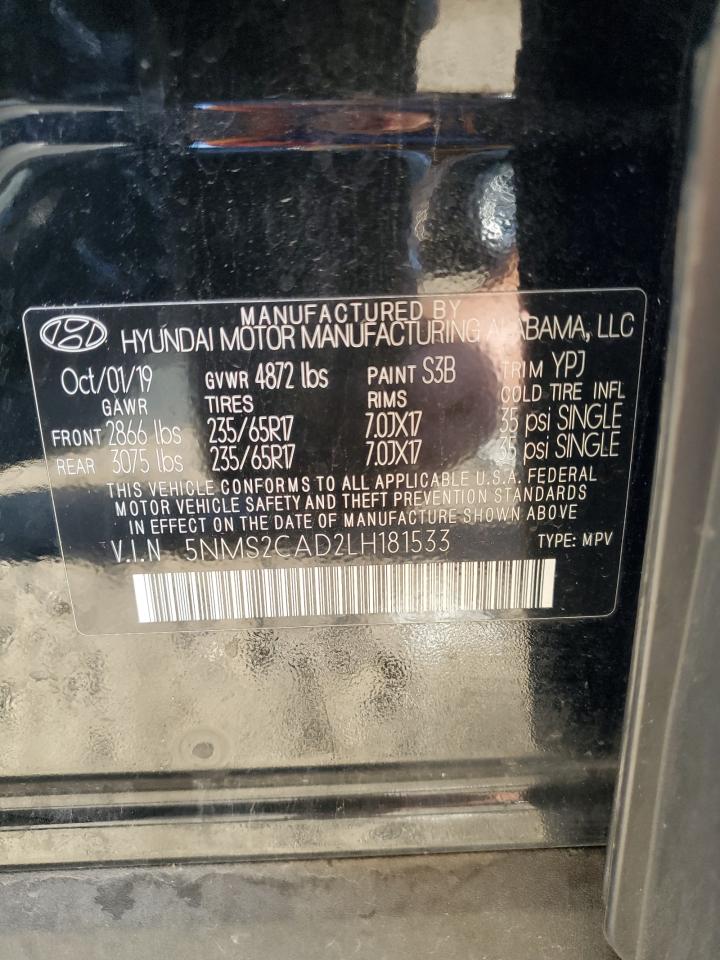 MANUFACTURED BY
HYUNDAI MOTOR MANUFACTURING ALABAMA, LLC
Oct/01/19 GVWR 4872 lbs PAINT S3B TRIM YPJ
GAWR TIRES RIMS COLD TIRE INFL
FRONT 2866 lbs 235/65R17 7.0JX17 35 psi SINGLE
REAR 3075 lbs 235/65R17 7.0JX17 35 psi SINGLE
THIS VEHICLE CONFORMS TO ALL APPLICABLE U.S.A. FEDERAL
MOTOR VEHICLE SAFETY AND THEFT PREVENTION STANDARDS
IN EFFECT ON THE DATE OF MANUFACTURE SHOWN ABOVE
V.I.N 5NMS2CAD2LH181533 TYPE: MPV